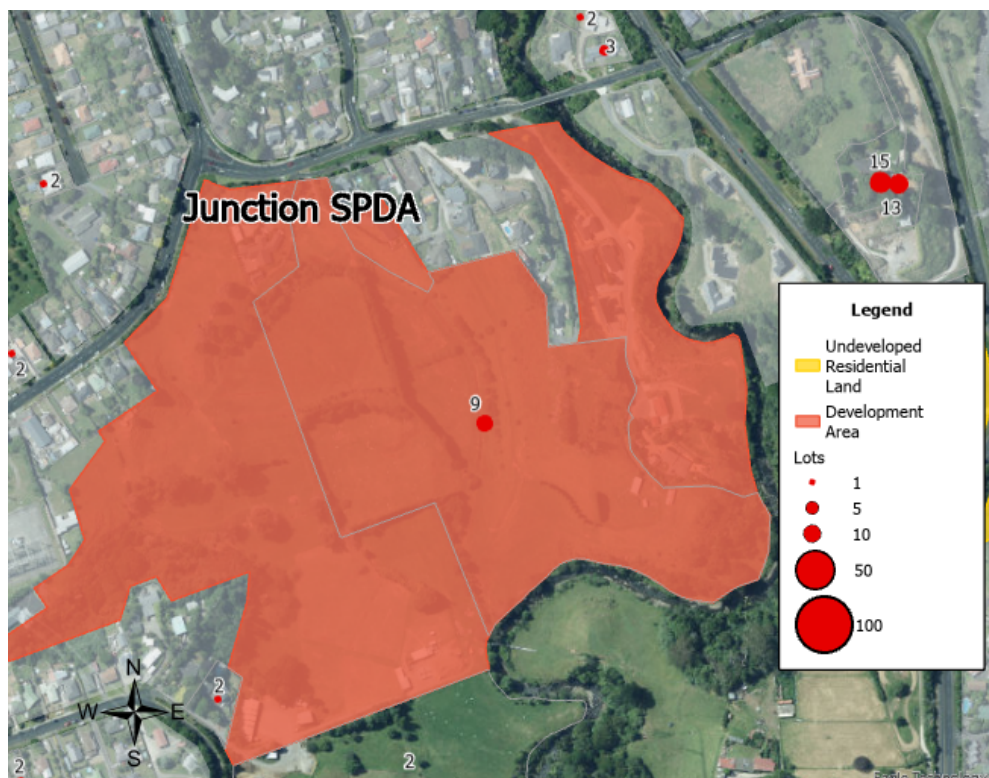 2
3
2
15
13
Junction SPDA
2
9
2
2
2
N
W E
S
Legend
Undeveloped
Residential
Land
Development
Area
Lots
1
5
10
50
100